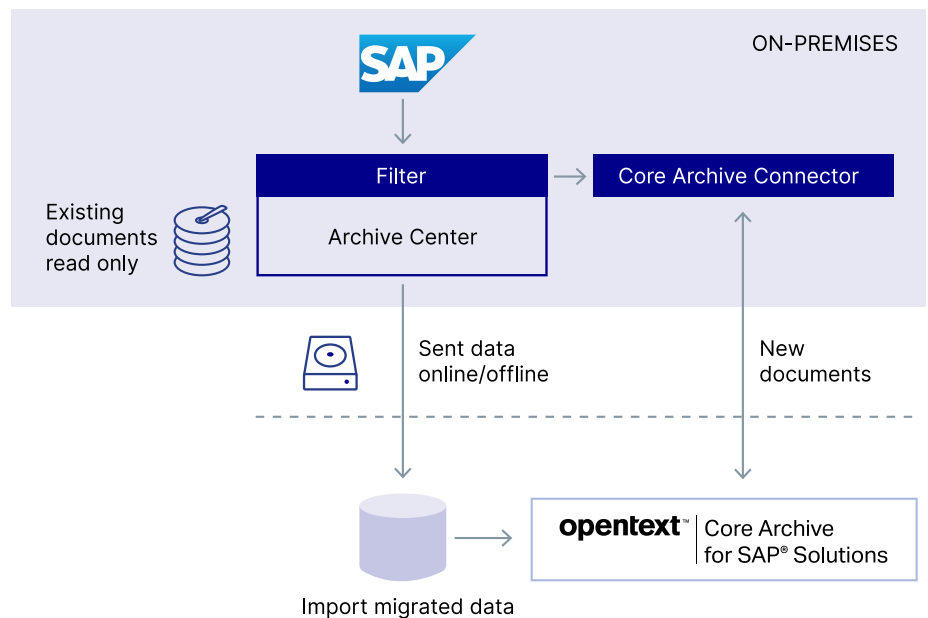 ON-PREMISES
SAP
Filter
Core Archive Connector
Existing
documents
read only
Archive Center
Sent data
online/offline
New
documents
opentext™
Core Archive
for SAP® Solutions
Import migrated data